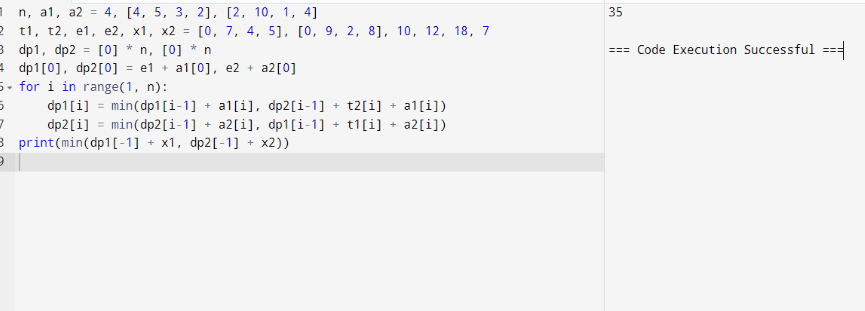 1 n, a1, a2 = 4, [4, 5, 3, 2], [2, 10, 1, 4]
2 t1, t2, e1, e2, x1, x2 = [0, 7, 4, 5], [0, 9, 2, 8], 10, 12, 18, 7
3 dp1, dp2 = [0] * n, [0] * n
4 dp1[0], dp2[0] = e1 + a1[0], e2 + a2[0]
5 for i in range(1, n):
6     dp1[i] = min(dp1[i-1] + a1[i], dp2[i-1] + t2[i] + a1[i])
7     dp2[i] = min(dp2[i-1] + a2[i], dp1[i-1] + t1[i] + a2[i])
8 print(min(dp1[-1] + x1, dp2[-1] + x2))
9
35
=== Code Execution Successful ===